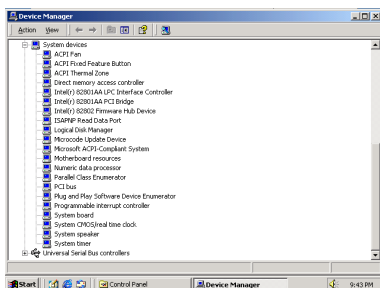 Device Manager
Action View
System devices
ACPI Fan
ACPI Fixed Feature Button
ACPI Thermal Zone
Direct memory access controller
Intel(r) 82801AA LPC Interface Controller
Intel(r) 82801AA PCI Bridge
Intel(r) 82802 Firmware Hub Device
ISAPNP Read Data Port
Logical Disk Manager
Microcode Update Device
Microsoft ACPI-Compliant System
Motherboard resources
Numeric data processor
Parallel Class Enumerator
PCI bus
Plug and Play Software Device Enumerator
Programmable interrupt controller
System board
System CMOS/real time clock
System speaker
System timer
Universal Serial Bus controllers
Start Control Panel Device Manager 9:43 PM